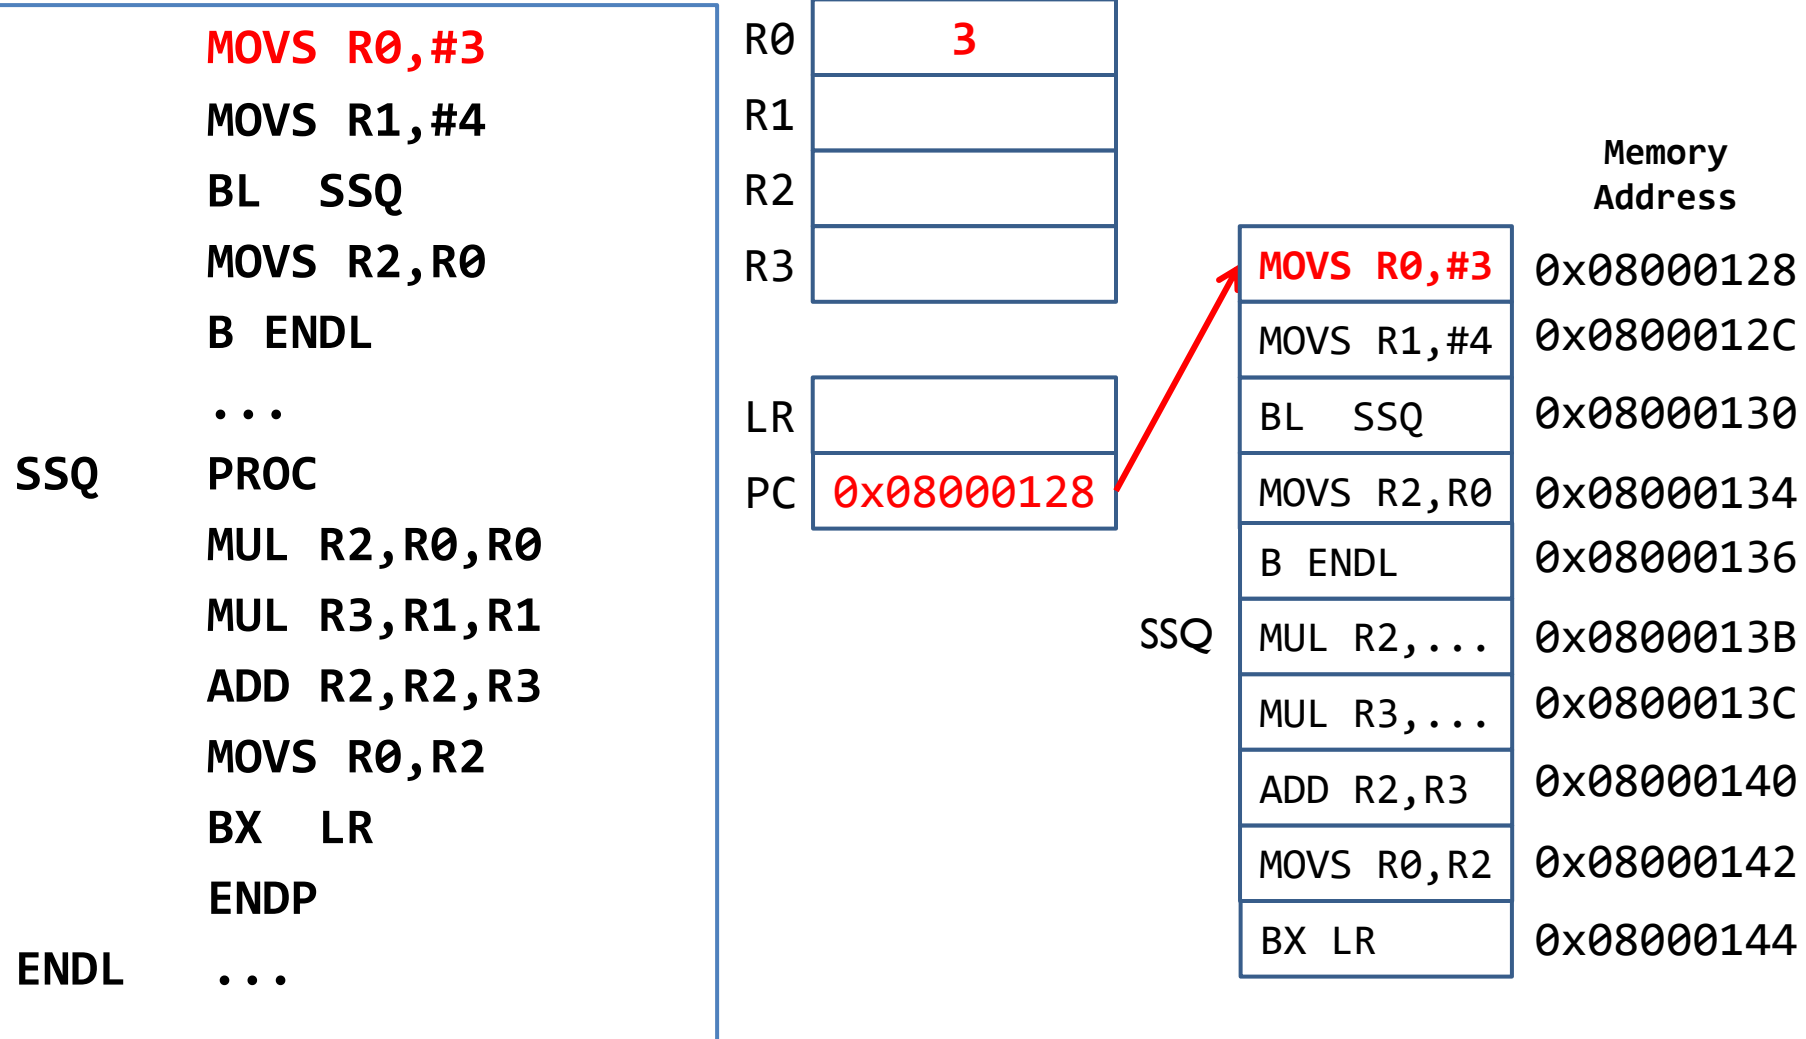 MOVS R0,#3
MOVS R1,#4
BL SSQ
MOVS R2,R0
B ENDL
...
SSQ PROC
MUL R2,R0,R0
MUL R3,R1,R1
ADD R2,R2,R3
MOVS R0,R2
BX LR
ENDP
ENDL ...
R0 3
R1
R2
R3
LR
PC 0x08000128
Memory
Address
MOVS R0,#3 0x08000128
MOVS R1,#4 0x0800012C
BL SSQ 0x08000130
MOVS R2,R0 0x08000134
B ENDL 0x08000136
SSQ MUL R2,... 0x0800013B
MUL R3,... 0x0800013C
ADD R2,R3 0x08000140
MOVS R0,R2 0x08000142
BX LR 0x08000144